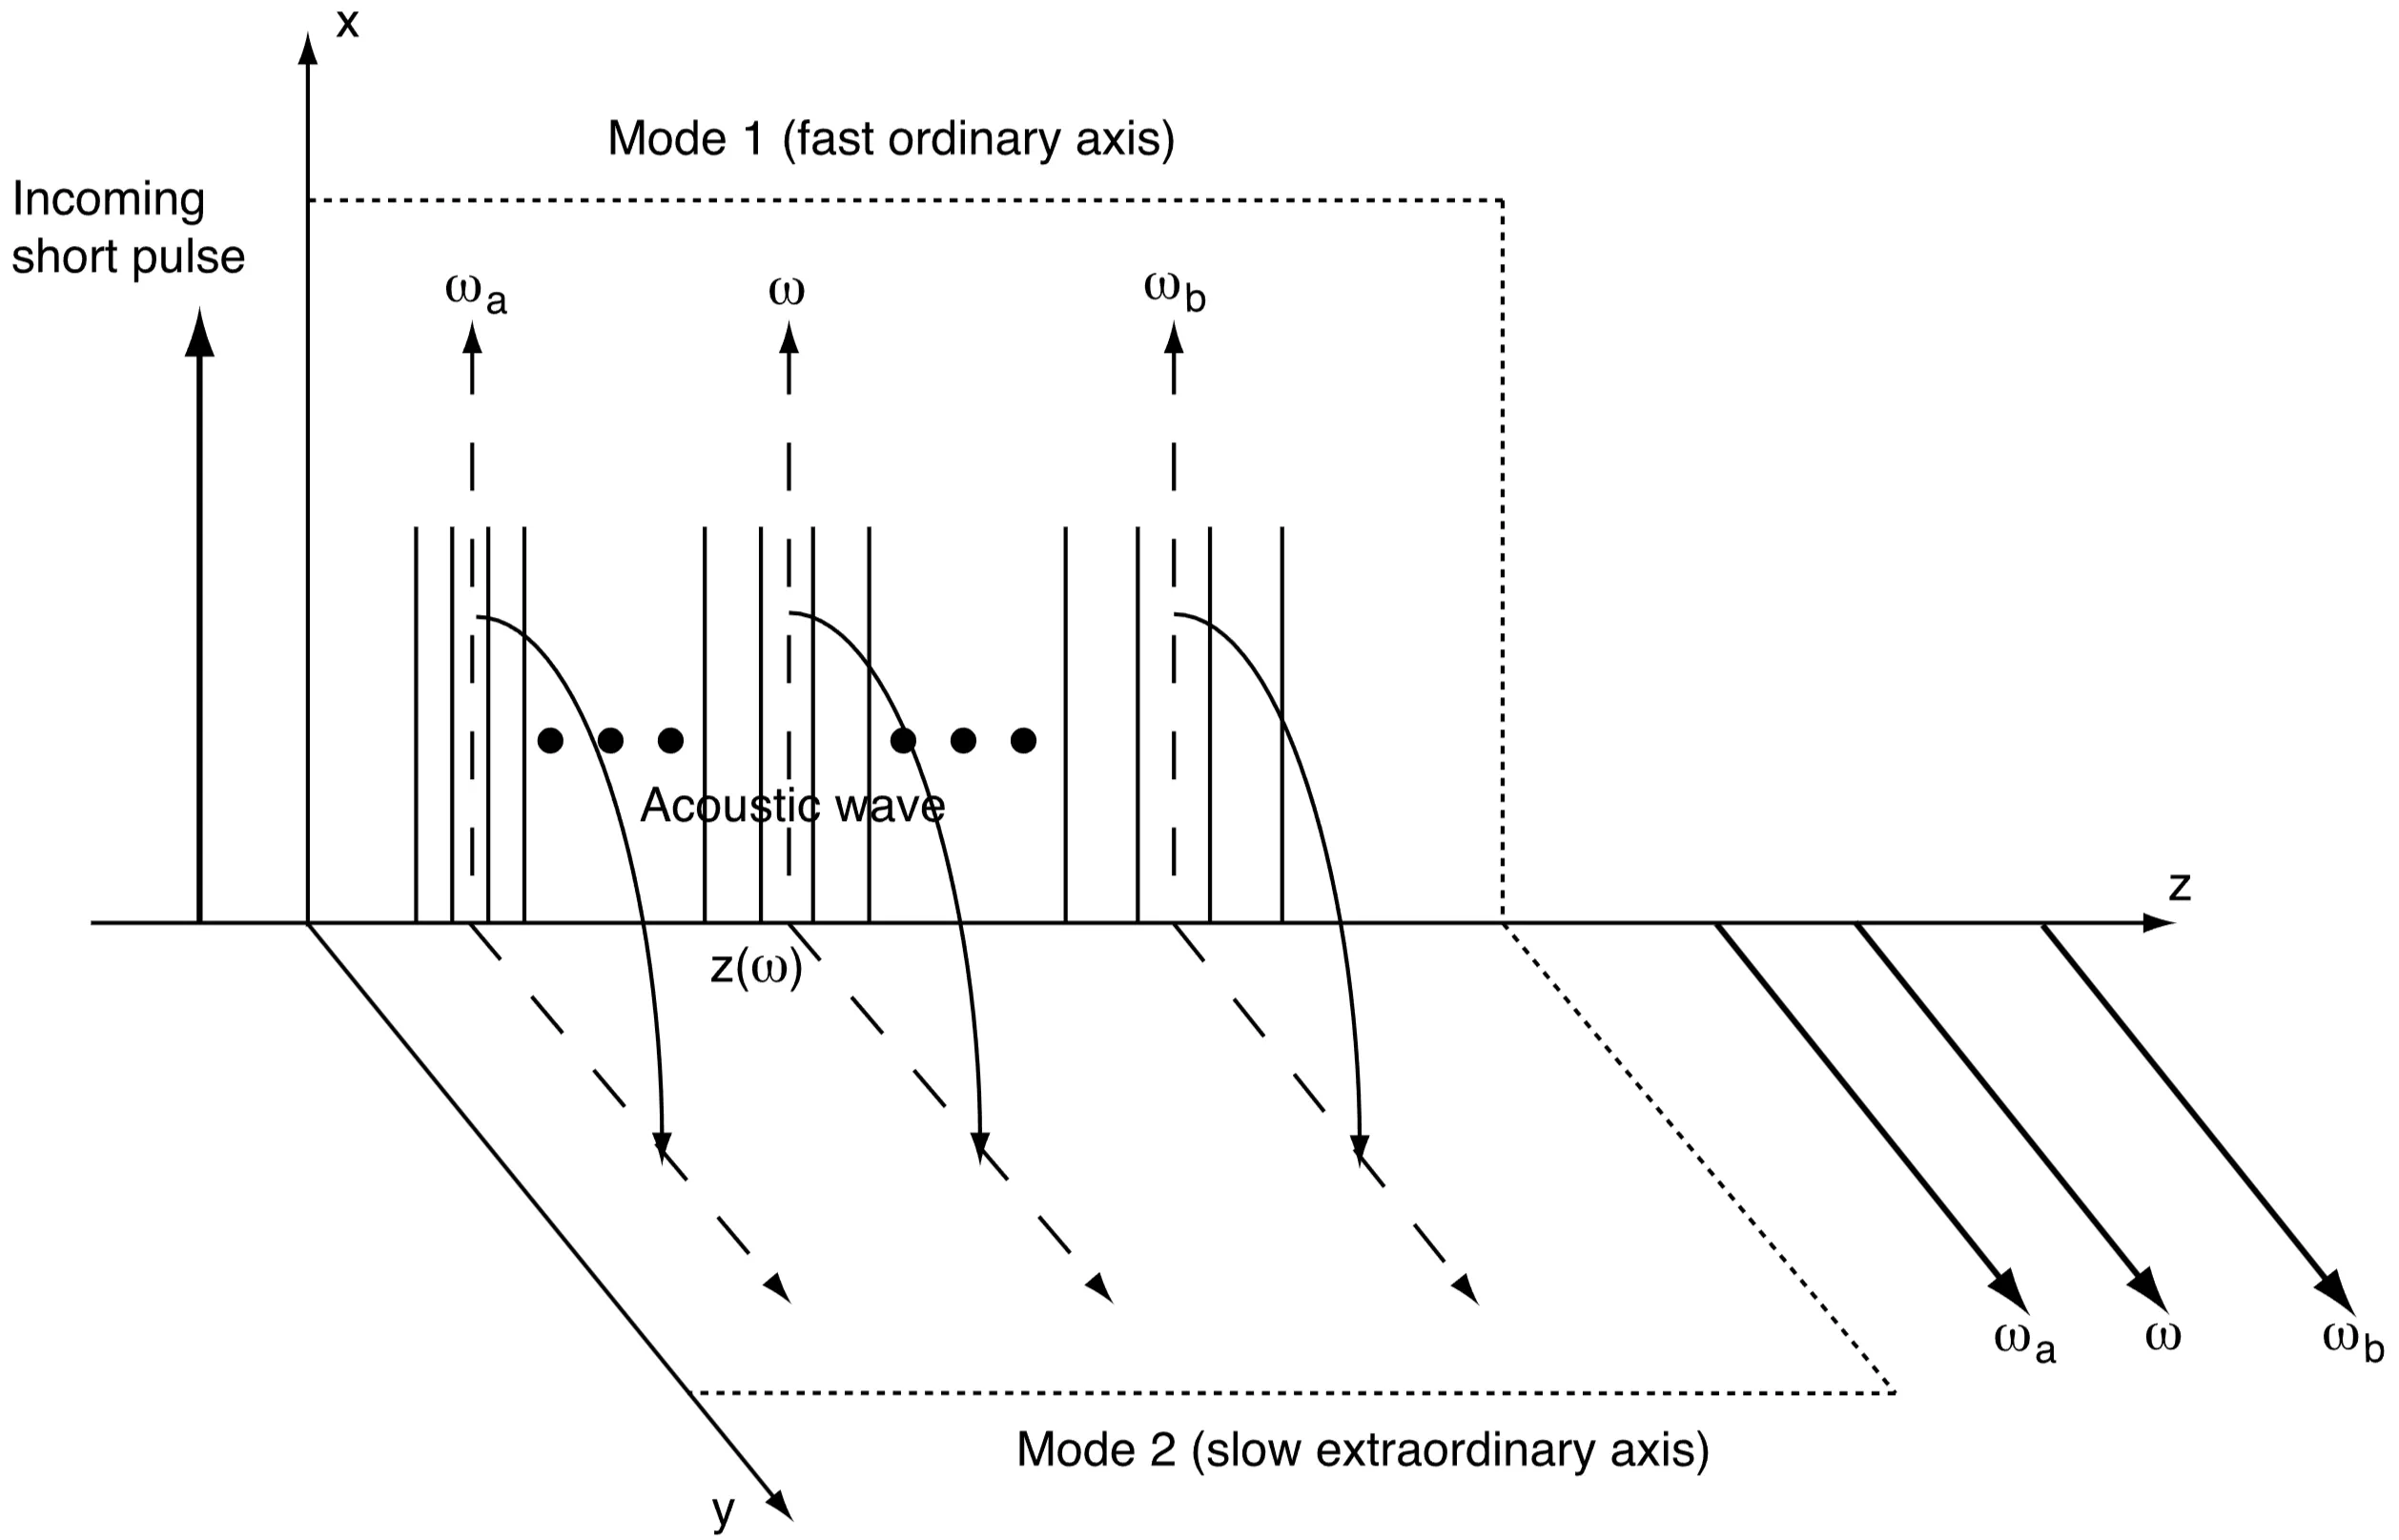 x
Mode 1 (fast ordinary axis)
Incoming
short pulse
ωa
ω
ωb
Acoustic wave
z
z(ω)
ωa
ω
ωb
Mode 2 (slow extraordinary axis)
y